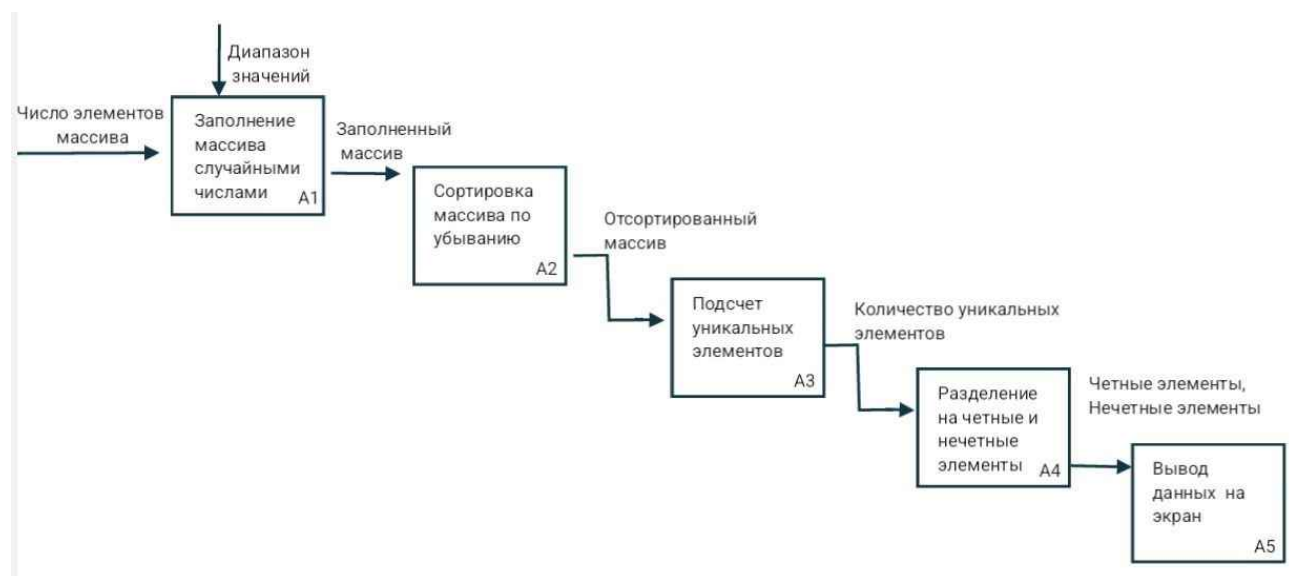 Диапазон
значений
Число элементов
массива
Заполнение
массива
случайными
числами
A1
Заполненный
массив
Сортировка
массива по
убыванию
A2
Отсортированный
массив
Подсчет
уникальных
элементов
A3
Количество уникальных
элементов
Разделение
на четные и
нечетные
элементы
A4
Четные элементы,
Нечетные элементы
Вывод
данных на
экран
A5